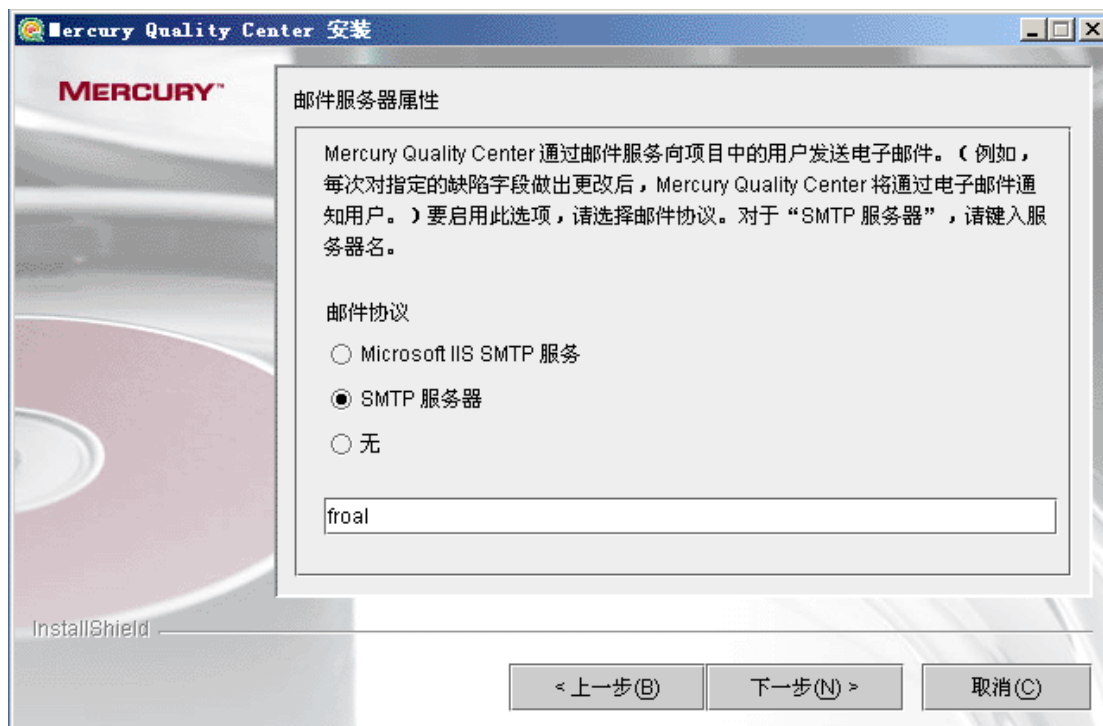 Mercury Quality Center 安装
MERCURY™
邮件服务器属性
Mercury Quality Center 通过邮件服务向项目中的用户发送电子邮件。（例如，
每次对指定的缺陷字段做出更改后，Mercury Quality Center 将通过电子邮件通
知用户。）要启用此选项，请选择邮件协议。对于“SMTP 服务器”，请键入服
务器名。
邮件协议
Microsoft IIS SMTP 服务
SMTP 服务器
无
froal
InstallShield
< 上一步(B)
下一步(N) >
取消(C)